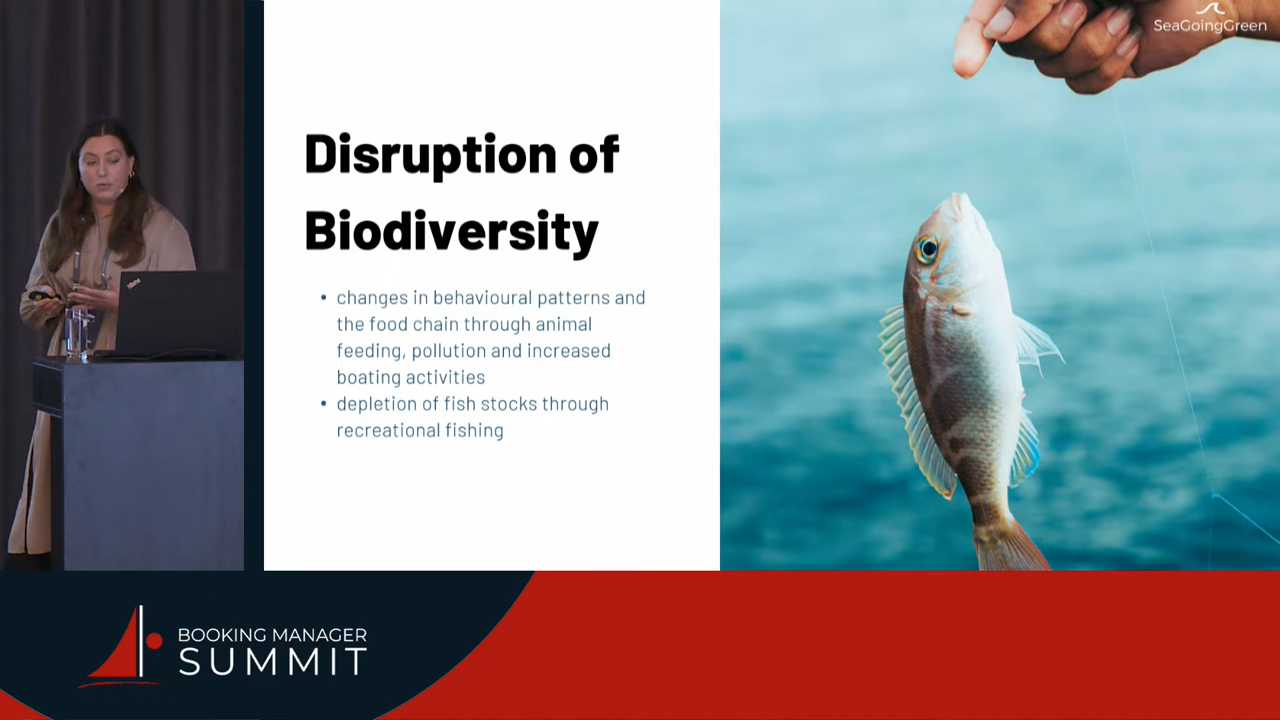 SeaGoingGreen
Disruption of
Biodiversity
• changes in behavioural patterns and
the food chain through animal
feeding, pollution and increased
boating activities
• depletion of fish stocks through
recreational fishing
BOOKING MANAGER
SUMMIT